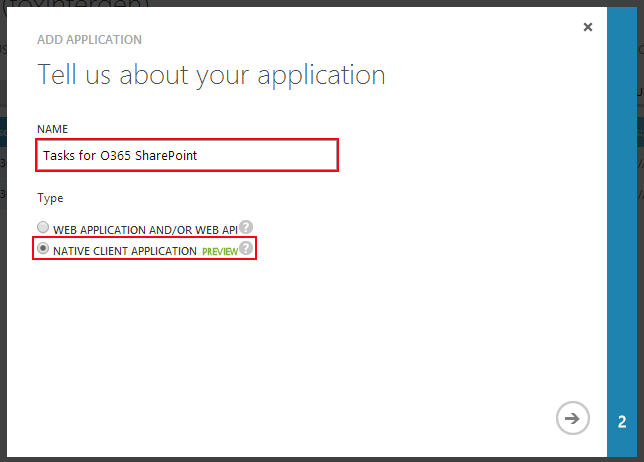 ADD APPLICATION
Tell us about your application
NAME
Tasks for O365 SharePoint
Type
WEB APPLICATION AND/OR WEB API ?
NATIVE CLIENT APPLICATION PREVIEW ?
2